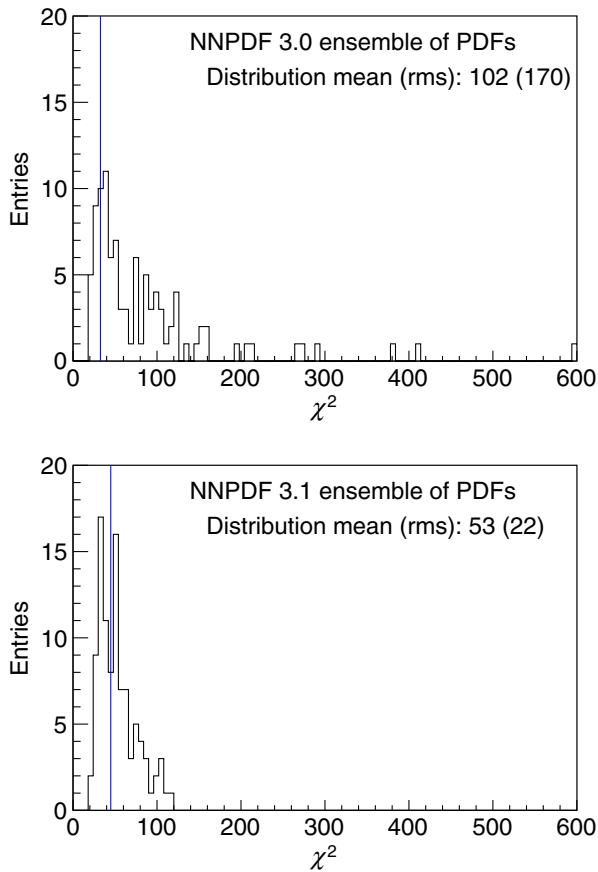 NNPDF 3.0 ensemble of PDFs
Distribution mean (rms): 102 (170)
Entries
20
15
10
5
0
0 100 200 300 400 500 600
χ²
NNPDF 3.1 ensemble of PDFs
Distribution mean (rms): 53 (22)
Entries
20
15
10
5
0
0 100 200 300 400 500 600
χ²